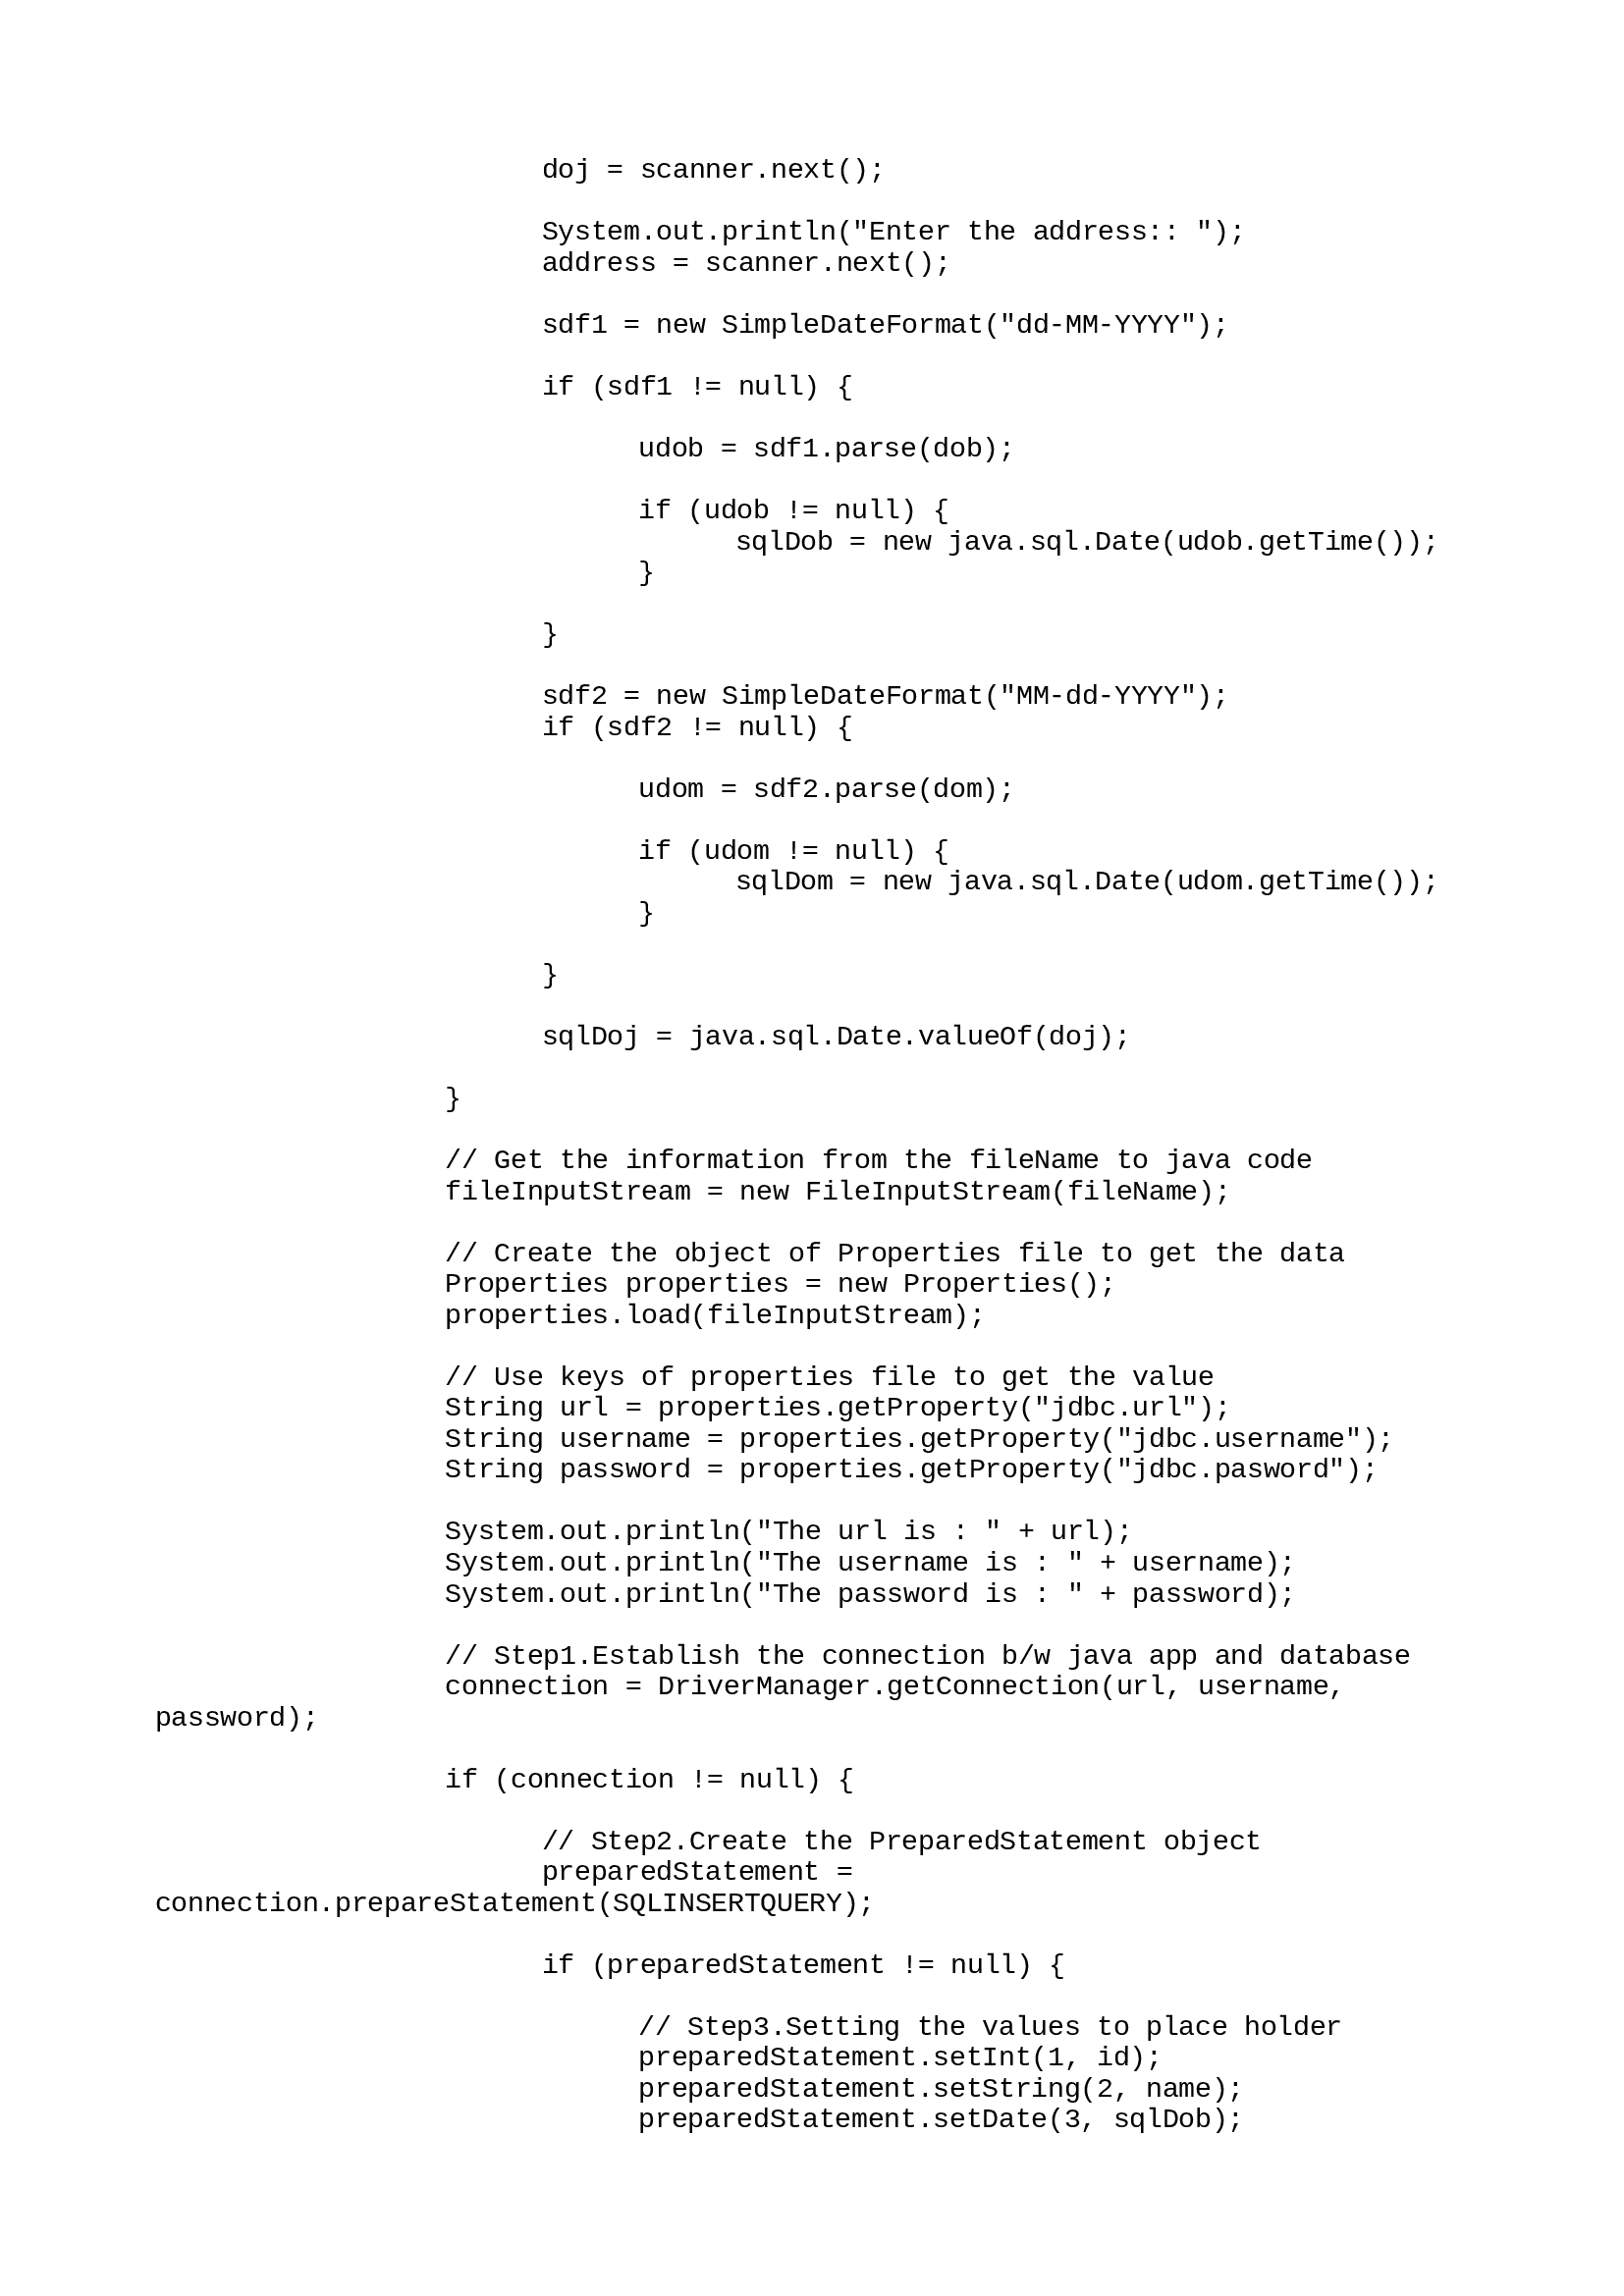 doj = scanner.next();
System.out.println("Enter the address:: ");
address = scanner.next();
sdf1 = new SimpleDateFormat("dd-MM-YYYY");
if (sdf1 != null) {
udob = sdf1.parse(dob);
if (udob != null) {
sqlDob = new java.sql.Date(udob.getTime());
}
}
sdf2 = new SimpleDateFormat("MM-dd-YYYY");
if (sdf2 != null) {
udom = sdf2.parse(dom);
if (udom != null) {
sqlDom = new java.sql.Date(udom.getTime());
}
}
sqlDoj = java.sql.Date.valueOf(doj);
}
// Get the information from the fileName to java code
fileInputStream = new FileInputStream(fileName);
// Create the object of Properties file to get the data
Properties properties = new Properties();
properties.load(fileInputStream);
// Use keys of properties file to get the value
String url = properties.getProperty("jdbc.url");
String username = properties.getProperty("jdbc.username");
String password = properties.getProperty("jdbc.pasword");
System.out.println("The url is : " + url);
System.out.println("The username is : " + username);
System.out.println("The password is : " + password);
// Step1.Establish the connection b/w java app and database
connection = DriverManager.getConnection(url, username,
password);
if (connection != null) {
// Step2.Create the PreparedStatement object
preparedStatement =
connection.prepareStatement(SQLINSERTQUERY);
if (preparedStatement != null) {
// Step3.Setting the values to place holder
preparedStatement.setInt(1, id);
preparedStatement.setString(2, name);
preparedStatement.setDate(3, sqlDob);